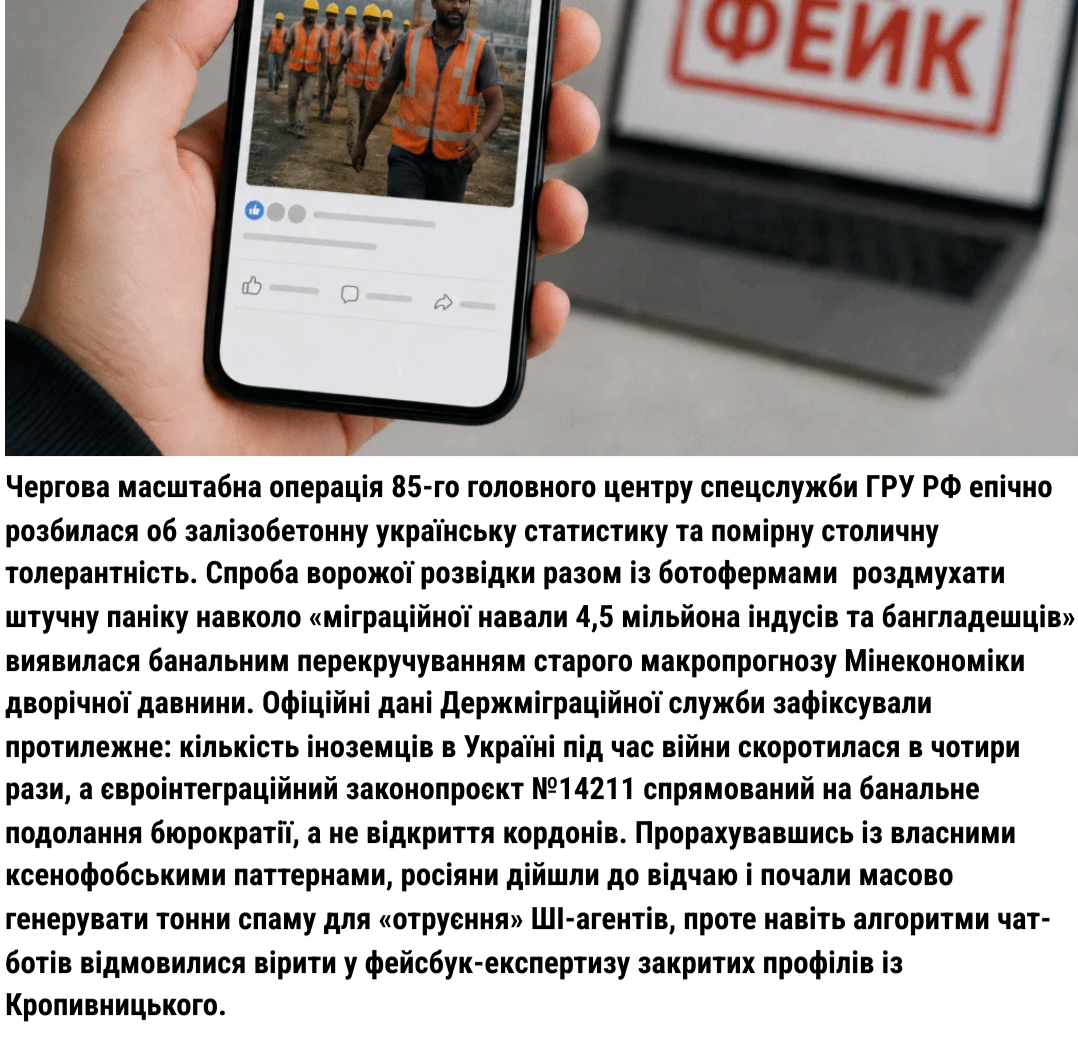 ФЕЙК
Чергова масштабна операція 85-го головного центру спецслужби ГРУ РФ епічно
розбилася об залізобетонну українську статистику та помірну столичну
толерантність. Спроба ворожої розвідки разом із ботофермами  роздмухати
штучну паніку навколо «міграційної навали 4,5 мільйона індусів та бангладешців»
виявилася банальним перекручуванням старого макропрогнозу Мінекономіки
дворічної давнини. Офіційні дані Держміграційної служби зафіксували
протилежне: кількість іноземців в Україні під час війни скоротилася в чотири
рази, а євроінтеграційний законопроєкт №14211 спрямований на банальне
подолання бюрократії, а не відкриття кордонів. Прорахувавшись із власними
ксенофобськими паттернами, росіяни дійшли до відчаю і почали масово
генерувати тонни спаму для «отруєння» ШІ-агентів, проте навіть алгоритми чат-
ботів відмовилися вірити у фейсбук-експертизу закритих профілів із
Кропивницького.